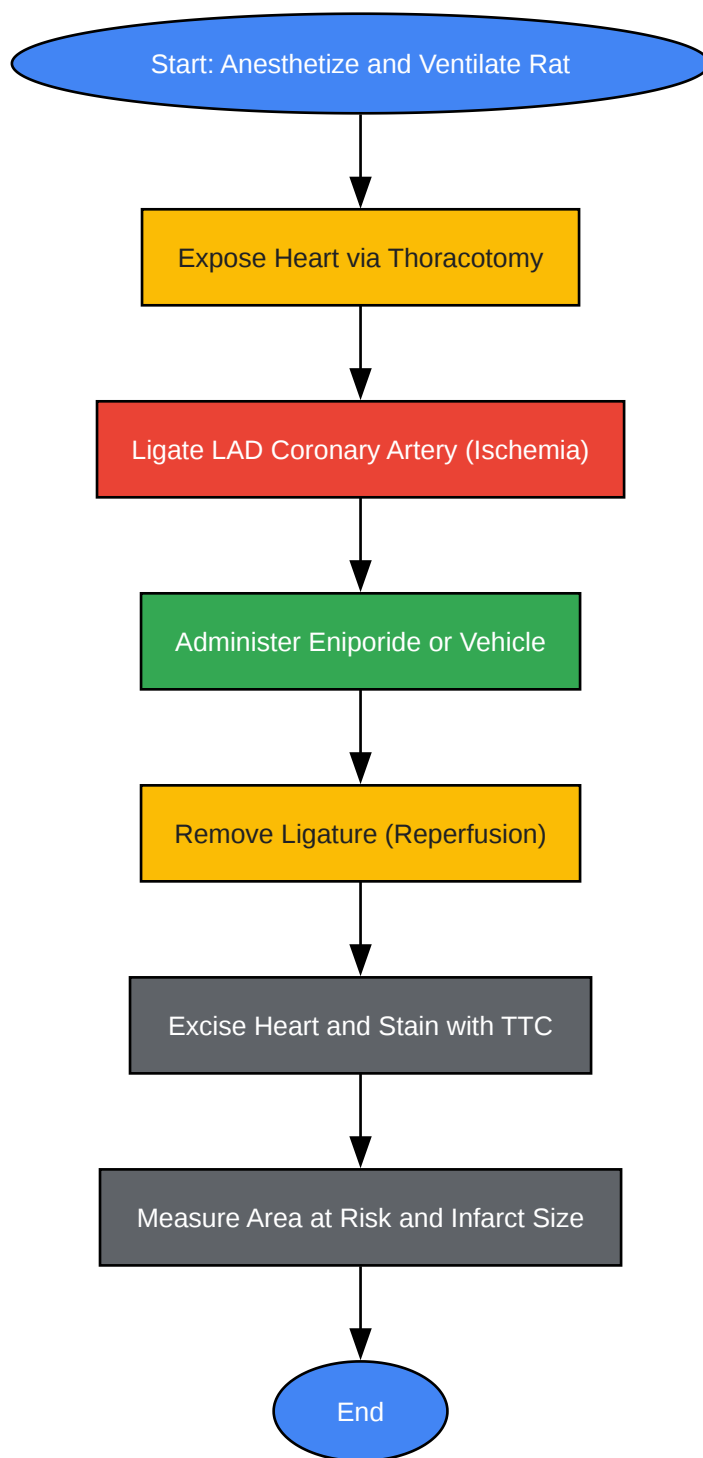 Start: Anesthetize and Ventilate Rat
Expose Heart via Thoracotomy
Ligate LAD Coronary Artery (Ischemia)
Administer Eniporide or Vehicle
Remove Ligature (Reperfusion)
Excise Heart and Stain with TTC
Measure Area at Risk and Infarct Size
End